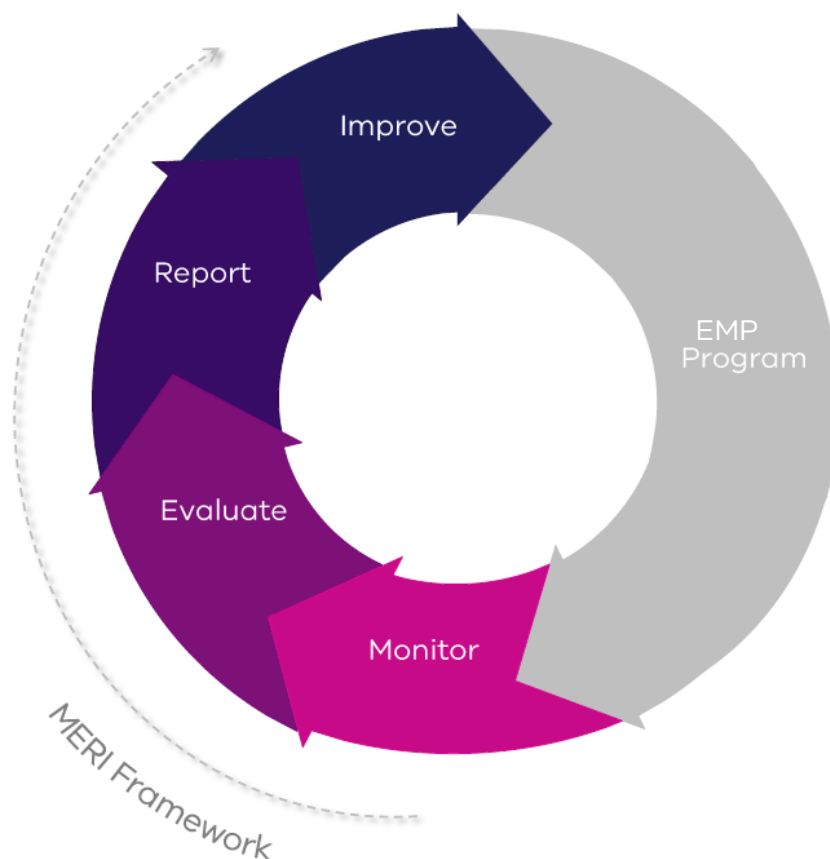 Improve
Report
EMP
Program
Evaluate
Monitor
MERI Framework